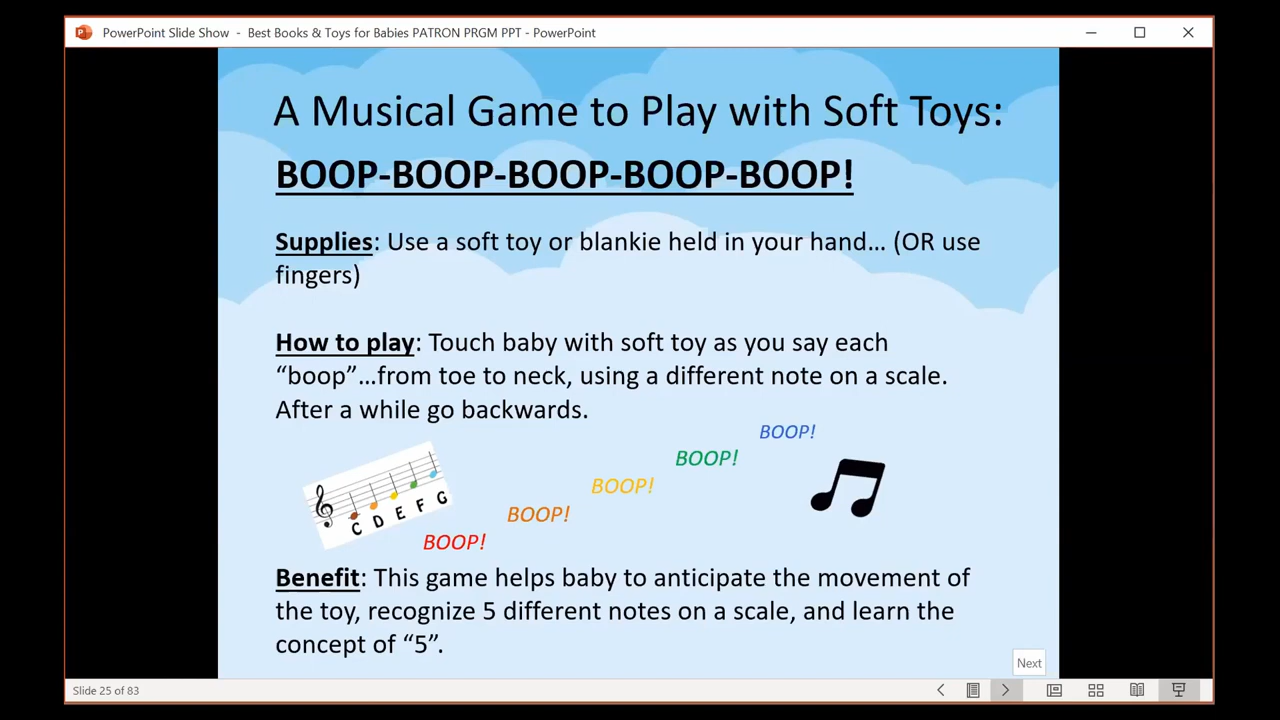 PowerPoint Slide Show - Best Books & Toys for Babies PATRON PRGM PPT - PowerPoint
A Musical Game to Play with Soft Toys:
BOOP-BOOP-BOOP-BOOP-BOOP!
Supplies: Use a soft toy or blankie held in your hand… (OR use
fingers)
How to play: Touch baby with soft toy as you say each
“boop”…from toe to neck, using a different note on a scale.
After a while go backwards.
BOOP!
BOOP!
BOOP!
BOOP!
BOOP!
C D E F G
Benefit: This game helps baby to anticipate the movement of
the toy, recognize 5 different notes on a scale, and learn the
concept of “5”.
Next
Slide 25 of 83